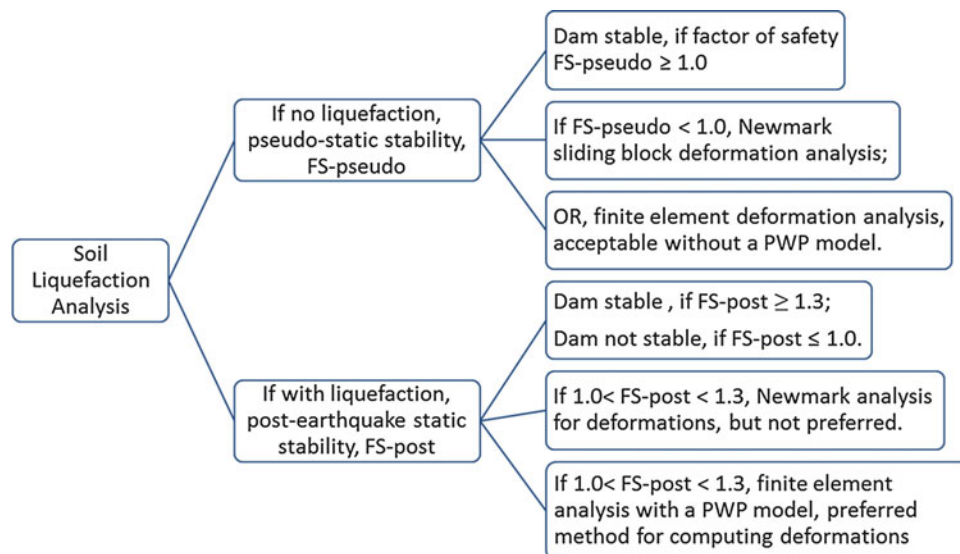 Soil
Liquefaction
Analysis
If no liquefaction,
pseudo-static stability,
FS-pseudo
Dam stable, if factor of safety
FS-pseudo ≥ 1.0
If FS-pseudo < 1.0, Newmark
sliding block deformation analysis;
OR, finite element deformation analysis,
acceptable without a PWP model.
If with liquefaction,
post-earthquake static
stability, FS-post
Dam stable , if FS-post ≥ 1.3;
Dam not stable, if FS-post ≤ 1.0.
If 1.0< FS-post < 1.3, Newmark analysis
for deformations, but not preferred.
If 1.0< FS-post < 1.3, finite element
analysis with a PWP model, preferred
method for computing deformations